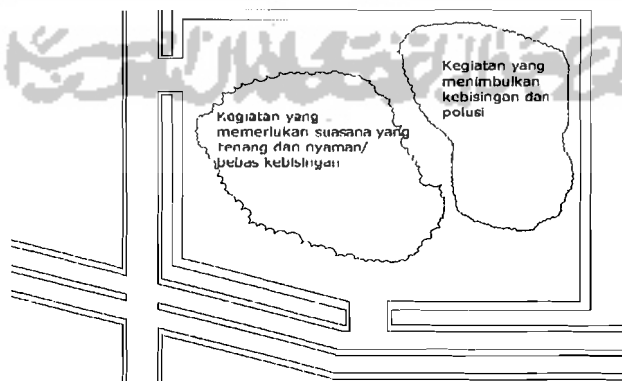 Kegiatan yang
menimbulkan
kebisingan dan
polusi
Kegiatan yang
memerlukan suasana yang
tenang dan nyaman/
bebas kebisingan